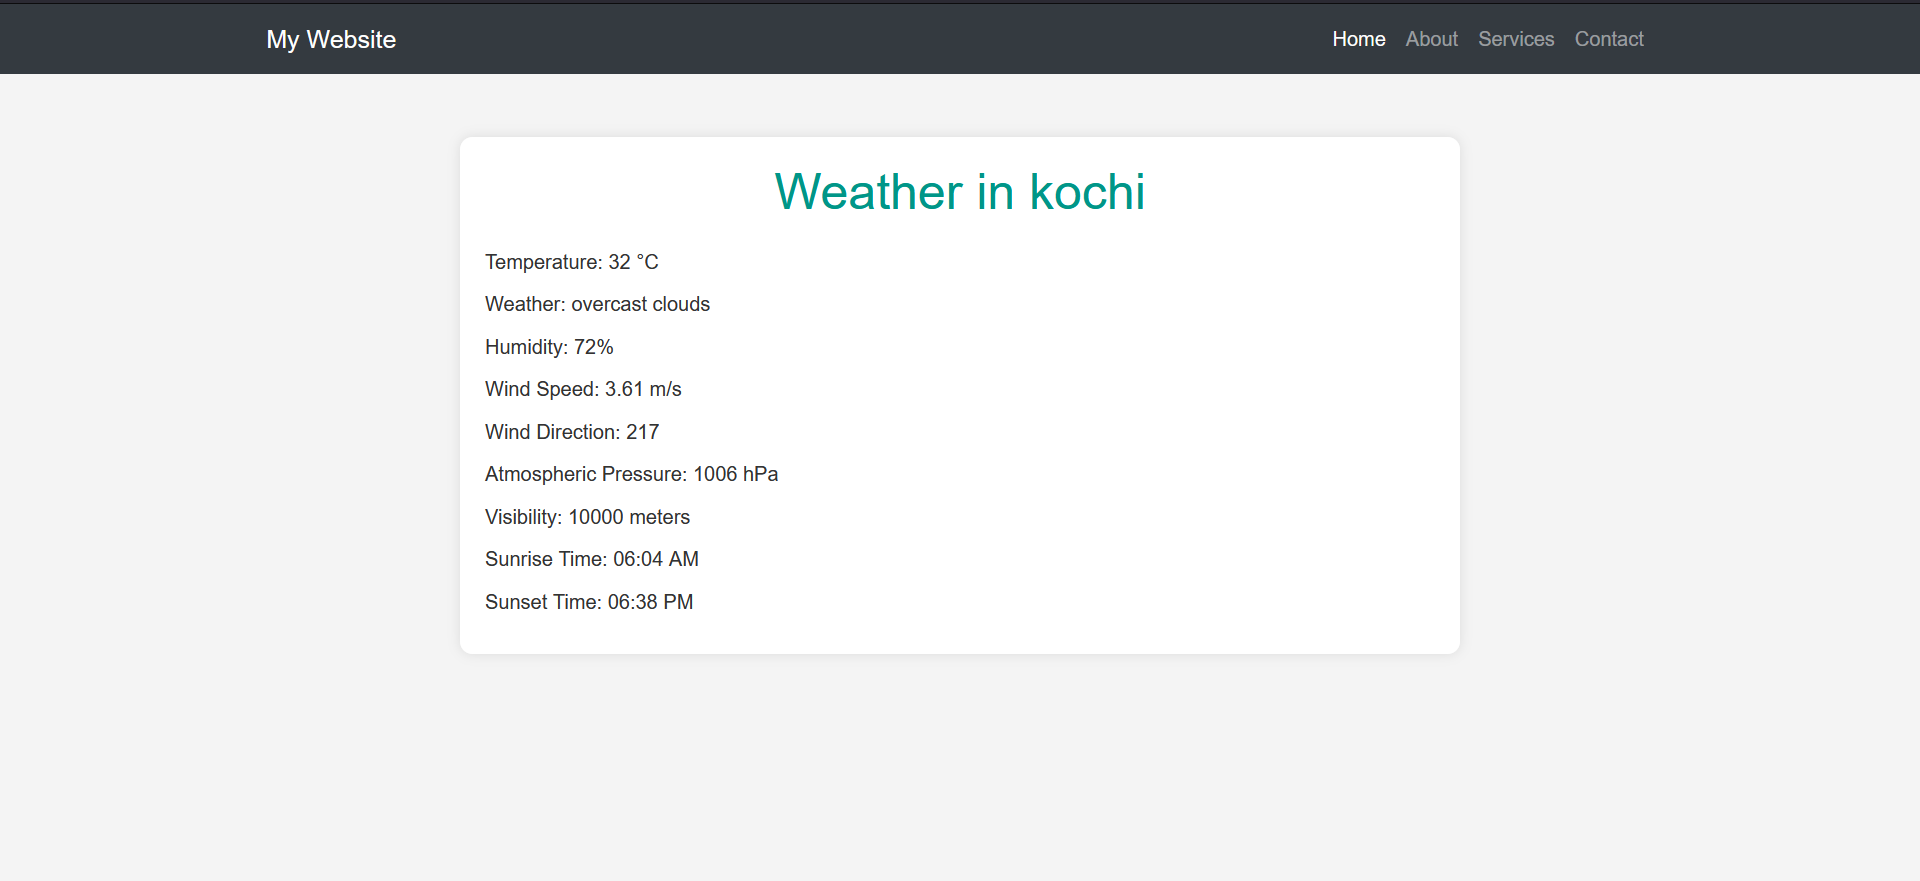 My Website
Home About Services Contact
Weather in kochi
Temperature: 32 °C
Weather: overcast clouds
Humidity: 72%
Wind Speed: 3.61 m/s
Wind Direction: 217
Atmospheric Pressure: 1006 hPa
Visibility: 10000 meters
Sunrise Time: 06:04 AM
Sunset Time: 06:38 PM